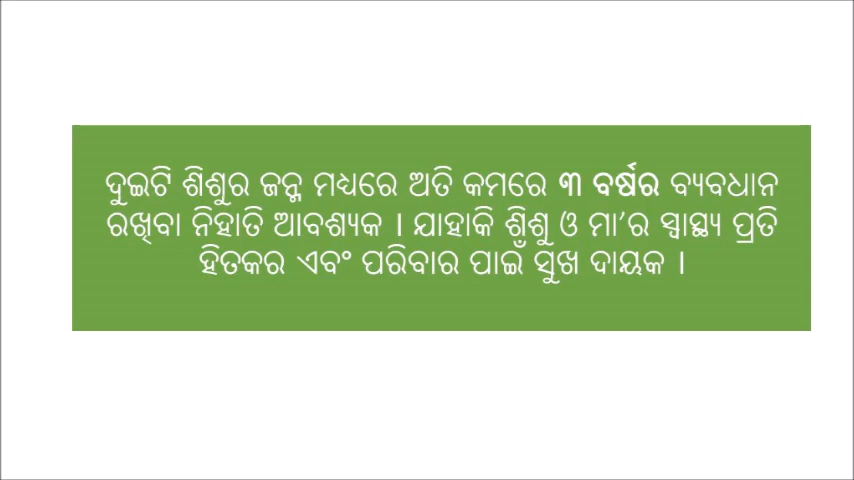 ଦୁଇଟି ଶିଶୁର ଜନ୍ମ ମଧ୍ୟରେ ଅତି କମରେ ୩ ବର୍ଷର ବ୍ୟବଧାନ
ରଖିବା ନିହାତି ଆବଶ୍ୟକ । ଯାହାକି ଶିଶୁ ଓ ମା’ର ସ୍ୱାସ୍ଥ୍ୟ ପ୍ରତି
ହିତକର ଏବଂ ପରିବାର ପାଇଁ ସୁଖ ଦାୟକ ।